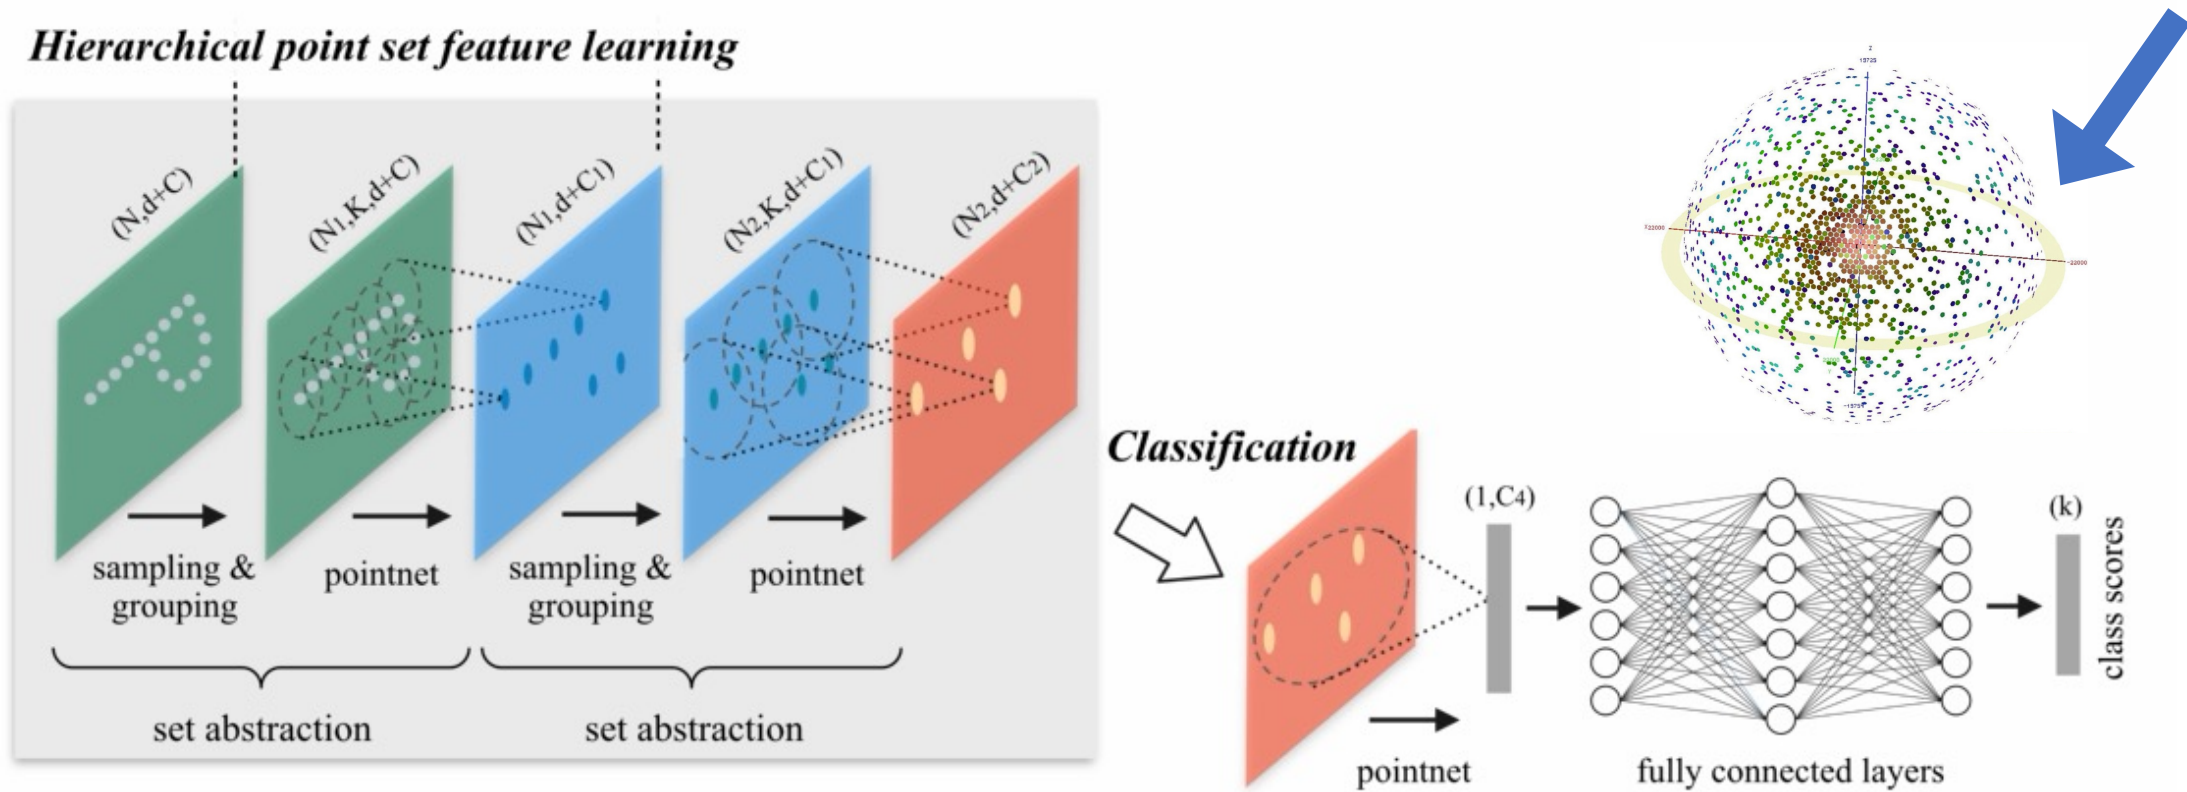 Hierarchical point set feature learning
(N,d+C)
(N1,K,d+C)
(N1,d+C1)
(N2,K,d+C1)
(N2,d+C2)
sampling &
grouping
pointnet
sampling &
grouping
pointnet
set abstraction
set abstraction
Classification
pointnet
(1,C4)
fully connected layers
(k)
class scores
Z
-22000